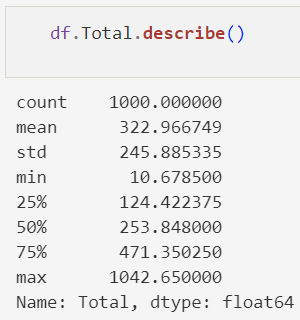 df.Total.describe()
count    1000.000000
mean      322.966749
std       245.885335
min        10.678500
25%       124.422375
50%       253.848000
75%       471.350250
max      1042.650000
Name: Total, dtype: float64